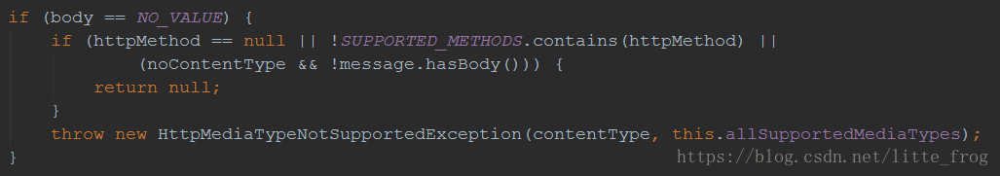 if (body == NO_VALUE) {
    if (httpMethod == null || !SUPPORTED_METHODS.contains(httpMethod) ||
            (noContentType && !message.hasBody())) {
        return null;
    }
    throw new HttpMediaTypeNotSupportedException(contentType, this.allSupportedMediaTypes);
}
https://blog.csdn.net/litte_frog